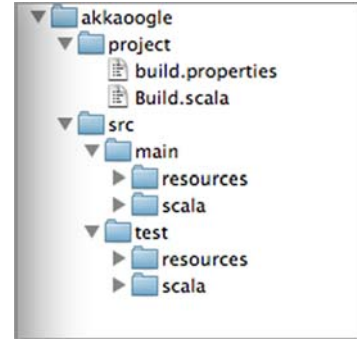 akkaoogle
project
build.properties
Build.scala
src
main
resources
scala
test
resources
scala